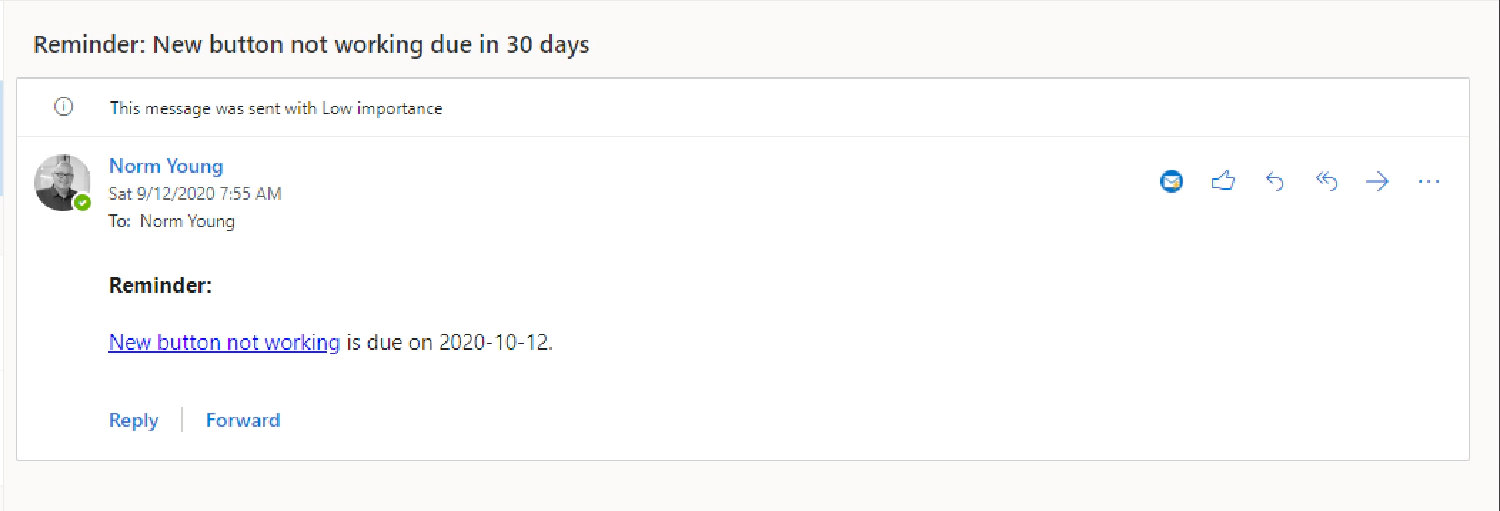 Reminder: New button not working due in 30 days
This message was sent with Low importance
Norm Young
Sat 9/12/2020 7:55 AM
To: Norm Young
Reminder:
New button not working is due on 2020-10-12.
Reply Forward